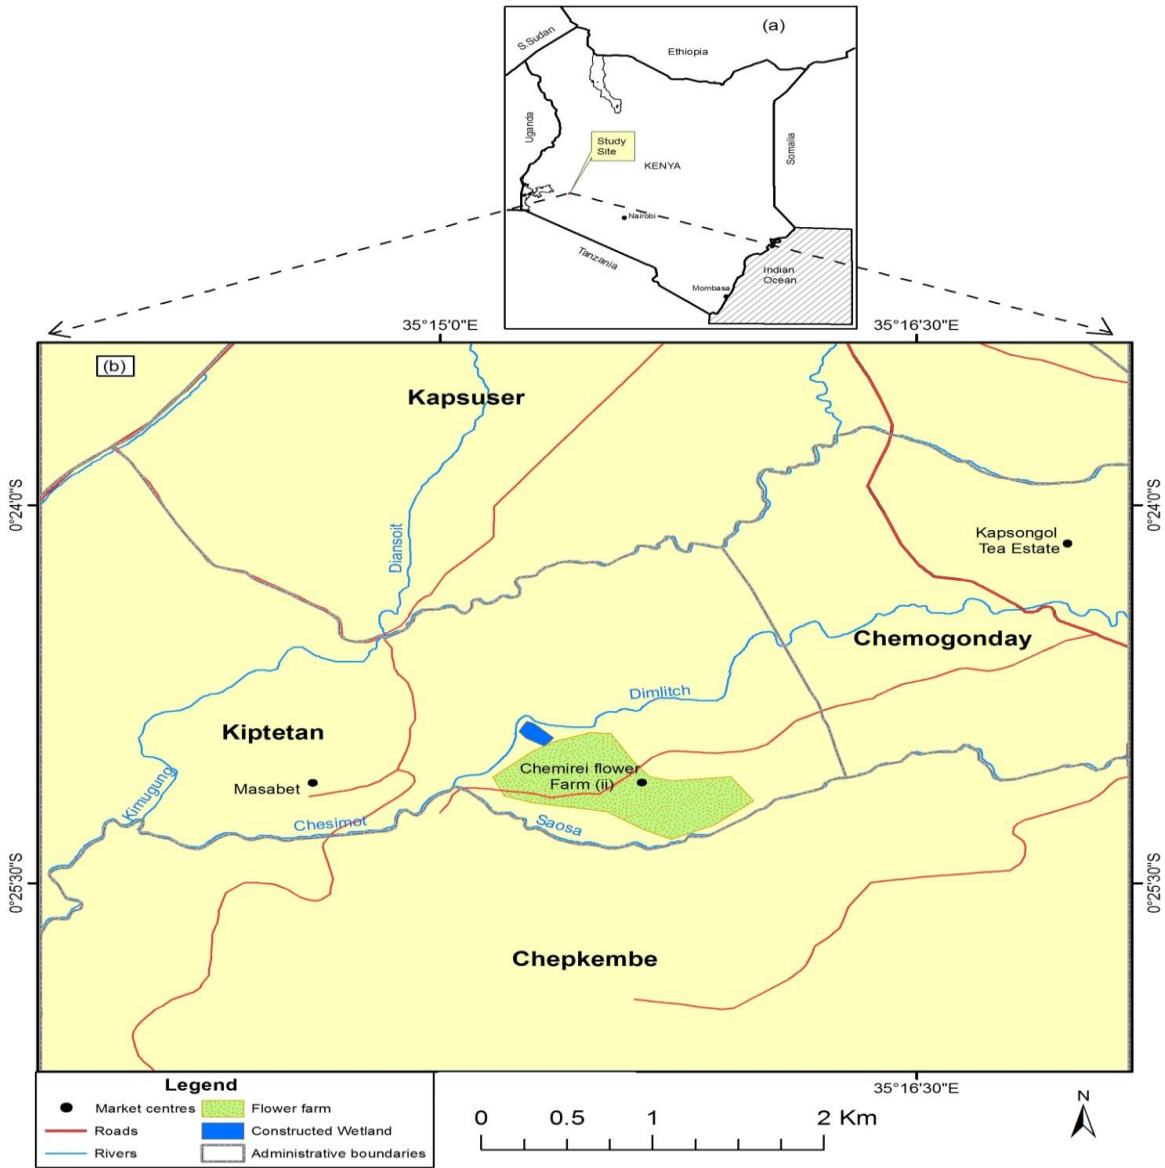 (a)
S.Sudan
Ethiopia
Uganda
Somalia
Study
Site
KENYA
Nairobi
Tanzania
Indian
Ocean
Mombasa
35°15'0"E
35°16'30"E
(b)
Kapsuser
0°24'0"S
0°24'0"S
Diansoit
Kapsongol
Tea Estate
Chemogonday
Dimlitch
Kiptetan
Chemirei flower
Farm (ii)
Masabet
Kimugung
Chesimot
Saosa
0°25'30"S
0°25'30"S
Chepkembe
Legend
Market centres
Flower farm
Roads
Constructed Wetland
Rivers
Administrative boundaries
35°16'30"E
0 0.5 1 2 Km
N